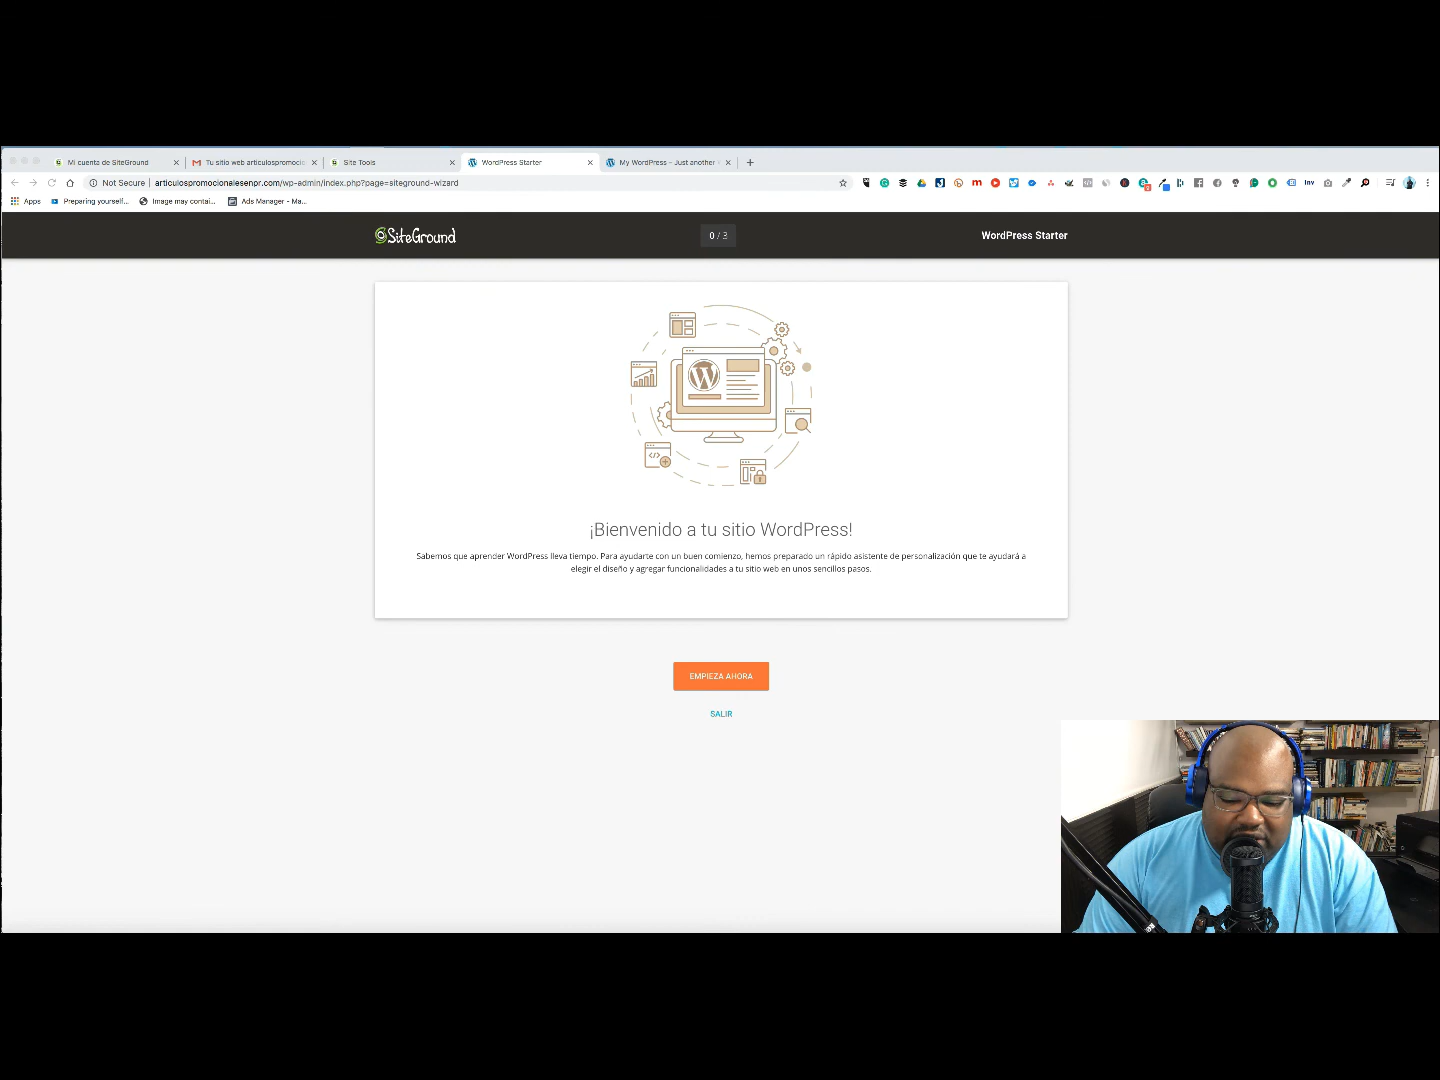 Mi cuenta de SiteGround
Tu sitio web articulospromocio
Site Tools
WordPress Starter
My WordPress – Just another
Not Secure
articulospromocionalesenpr.com/wp-admin/index.php?page=siteground-wizard
Inv
Apps
Preparing yourself...
Image may contai...
Ads Manager - Ma...
SiteGround
0 / 3
WordPress Starter
¡Bienvenido a tu sitio WordPress!
Sabemos que aprender WordPress lleva tiempo. Para ayudarte con un buen comienzo, hemos preparado un rápido asistente de personalización que te ayudará a
elegir el diseño y agregar funcionalidades a tu sitio web en unos sencillos pasos.
EMPIEZA AHORA
SALIR